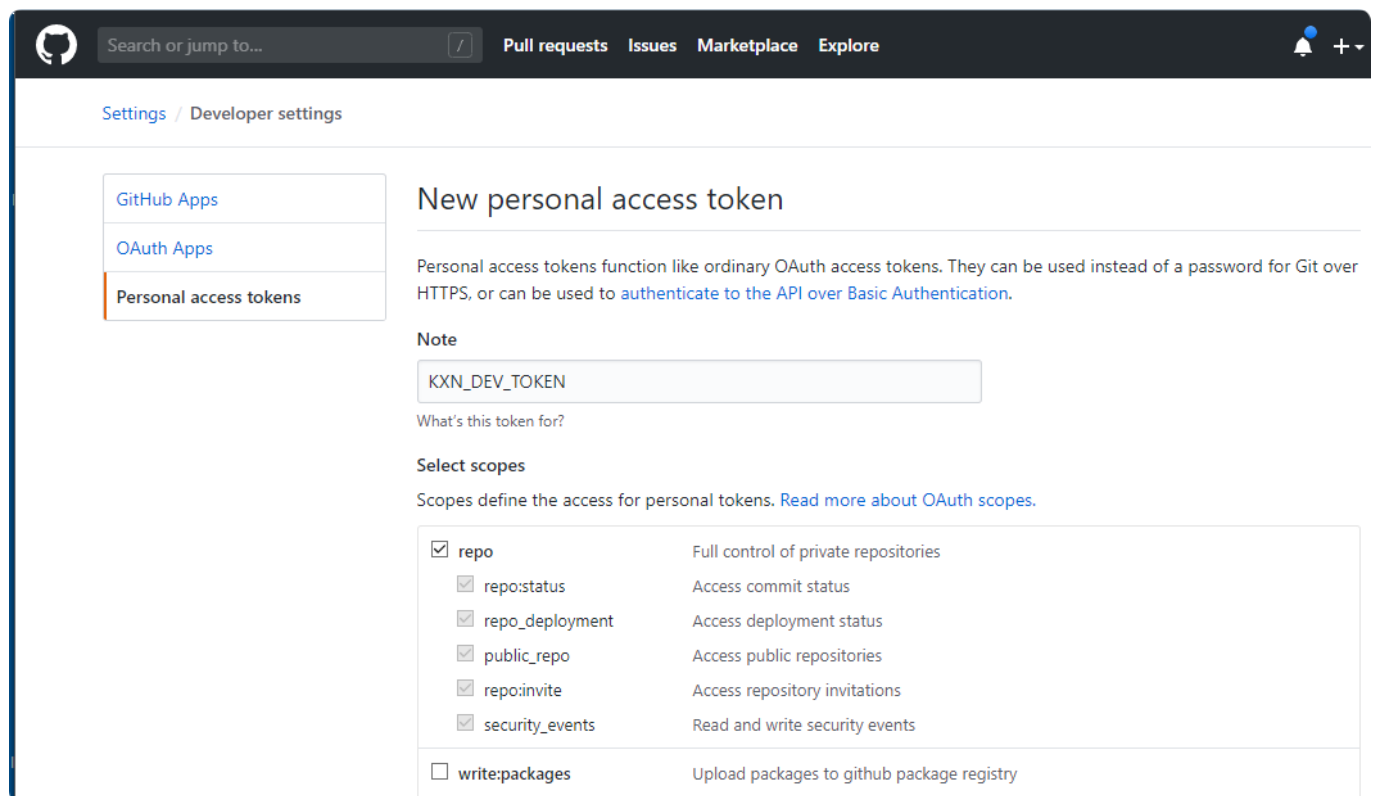 Search or jump to... /
Pull requests Issues Marketplace Explore
Settings / Developer settings
GitHub Apps
OAuth Apps
Personal access tokens
New personal access token
Personal access tokens function like ordinary OAuth access tokens. They can be used instead of a password for Git over
HTTPS, or can be used to authenticate to the API over Basic Authentication.
Note
KXN_DEV_TOKEN
What's this token for?
Select scopes
Scopes define the access for personal tokens. Read more about OAuth scopes.
repo Full control of private repositories
repo:status Access commit status
repo_deployment Access deployment status
public_repo Access public repositories
repo:invite Access repository invitations
security_events Read and write security events
write:packages Upload packages to github package registry